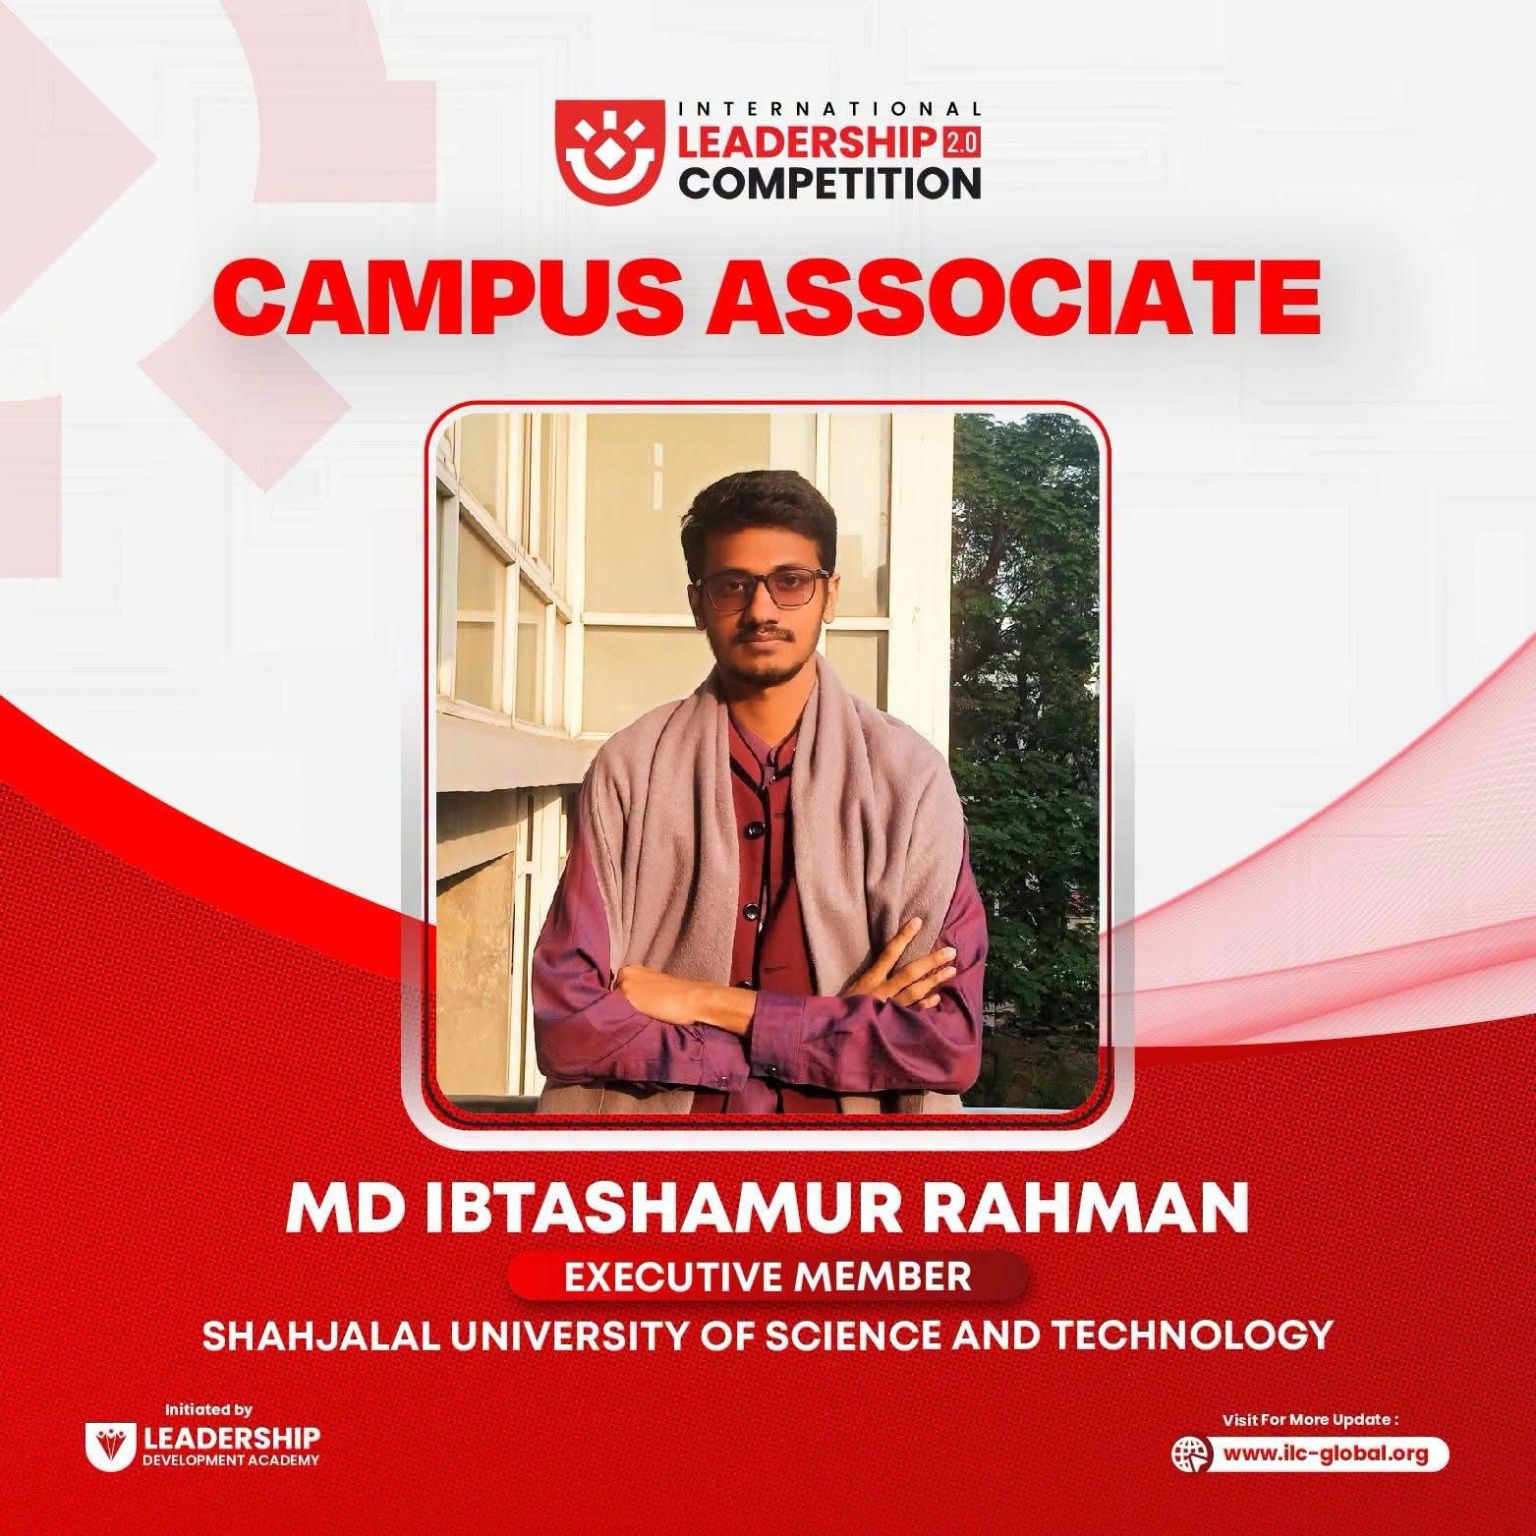 INTERNATIONAL
LEADERSHIP 2.0
COMPETITION
CAMPUS ASSOCIATE
MD IBTASHAMUR RAHMAN
EXECUTIVE MEMBER
SHAHJALAL UNIVERSITY OF SCIENCE AND TECHNOLOGY
Initiated by
LEADERSHIP
DEVELOPMENT ACADEMY
Visit For More Update :
www.ilc-global.org